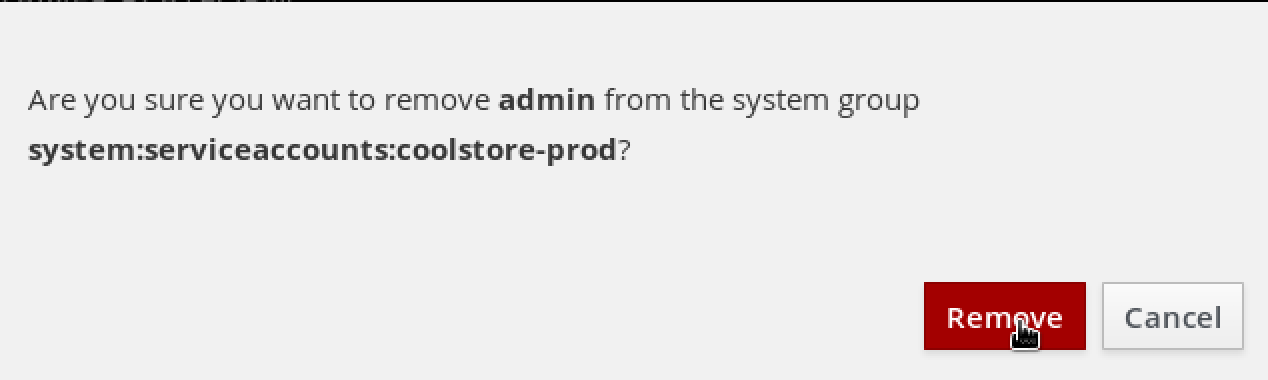 Are you sure you want to remove admin from the system group
system:serviceaccounts:coolstore-prod?
Remove Cancel